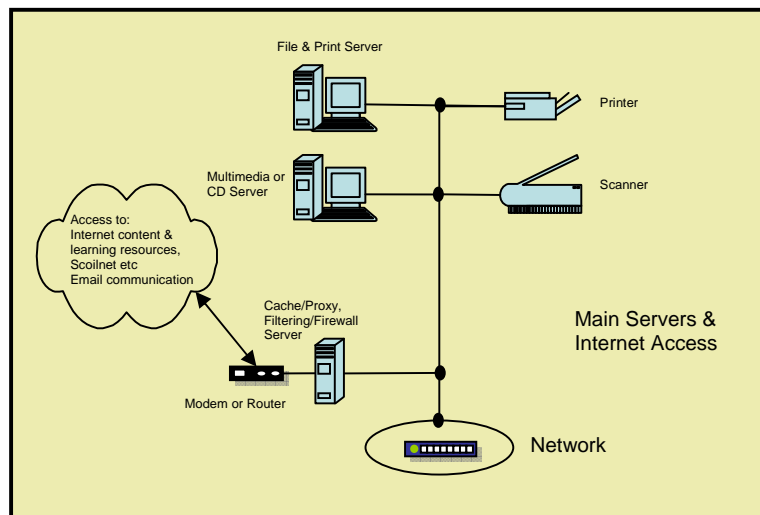 File & Print Server
Printer
Multimedia or
CD Server
Scanner
Access to:
Internet content &
learning resources,
Scoilnet etc
Email communication
Cache/Proxy,
Filtering/Firewall
Server
Main Servers &
Internet Access
Modem or Router
Network